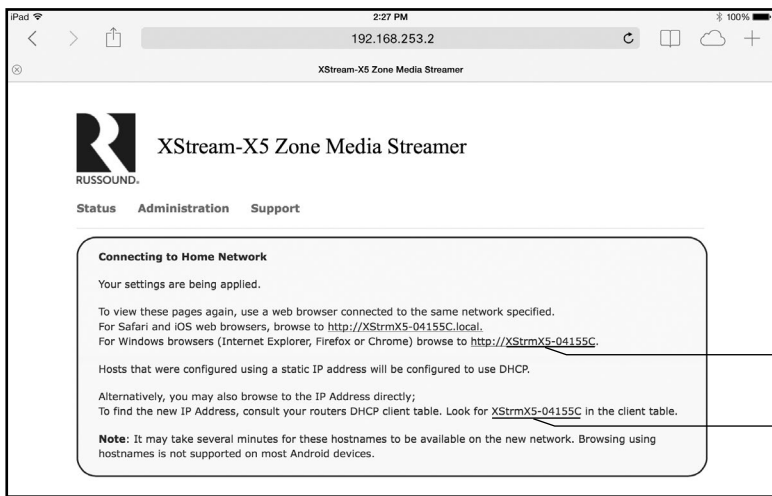 iPad 2:27 PM 100%
192.168.253.2
XStream-X5 Zone Media Streamer
RUSSOUND®
XStream-X5 Zone Media Streamer
Status Administration Support
Connecting to Home Network
Your settings are being applied.
To view these pages again, use a web browser connected to the same network specified.
For Safari and iOS web browsers, browse to http://XStrmX5-04155C.local.
For Windows browsers (Internet Explorer, Firefox or Chrome) browse to http://XStrmX5-04155C.
Hosts that were configured using a static IP address will be configured to use DHCP.
Alternatively, you may also browse to the IP Address directly;
To find the new IP Address, consult your routers DHCP client table. Look for XStrmX5-04155C in the client table.
Note: It may take several minutes for these hostnames to be available on the new network. Browsing using
hostnames is not supported on most Android devices.